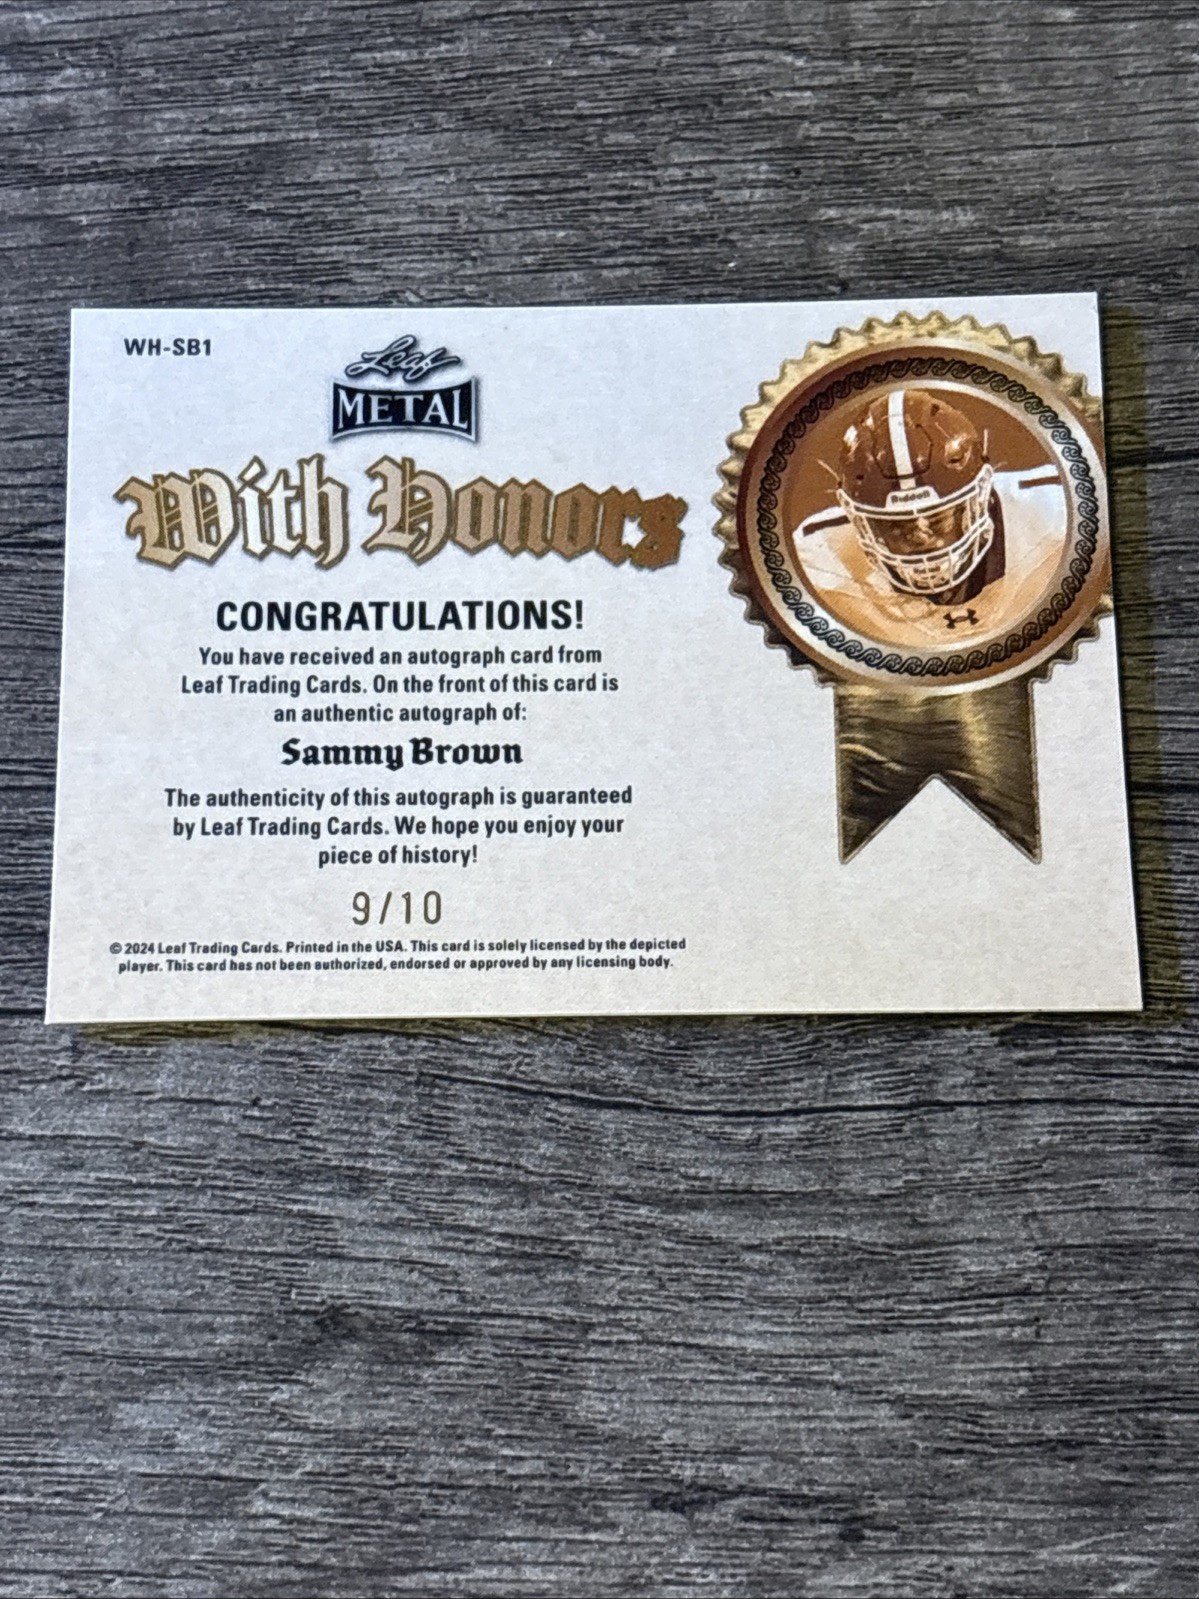 WH-SB1
Leaf
METAL
With Honors
CONGRATULATIONS!
You have received an autograph card from
Leaf Trading Cards. On the front of this card is
an authentic autograph of:
Sammy Brown
The authenticity of this autograph is guaranteed
by Leaf Trading Cards. We hope you enjoy your
piece of history!
9/10
© 2024 Leaf Trading Cards. Printed in the USA. This card is solely licensed by the depicted
player. This card has not been authorized, endorsed or approved by any licensing body.
Riddell